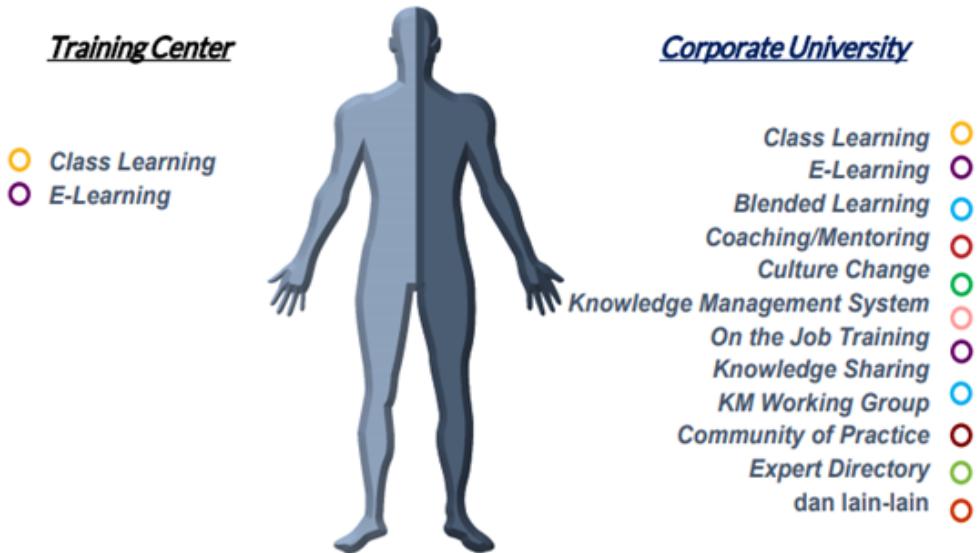 Training Center
Class Learning
E-Learning
Corporate University
Class Learning
E-Learning
Blended Learning
Coaching/Mentoring
Culture Change
Knowledge Management System
On the Job Training
Knowledge Sharing
KM Working Group
Community of Practice
Expert Directory
dan lain-lain